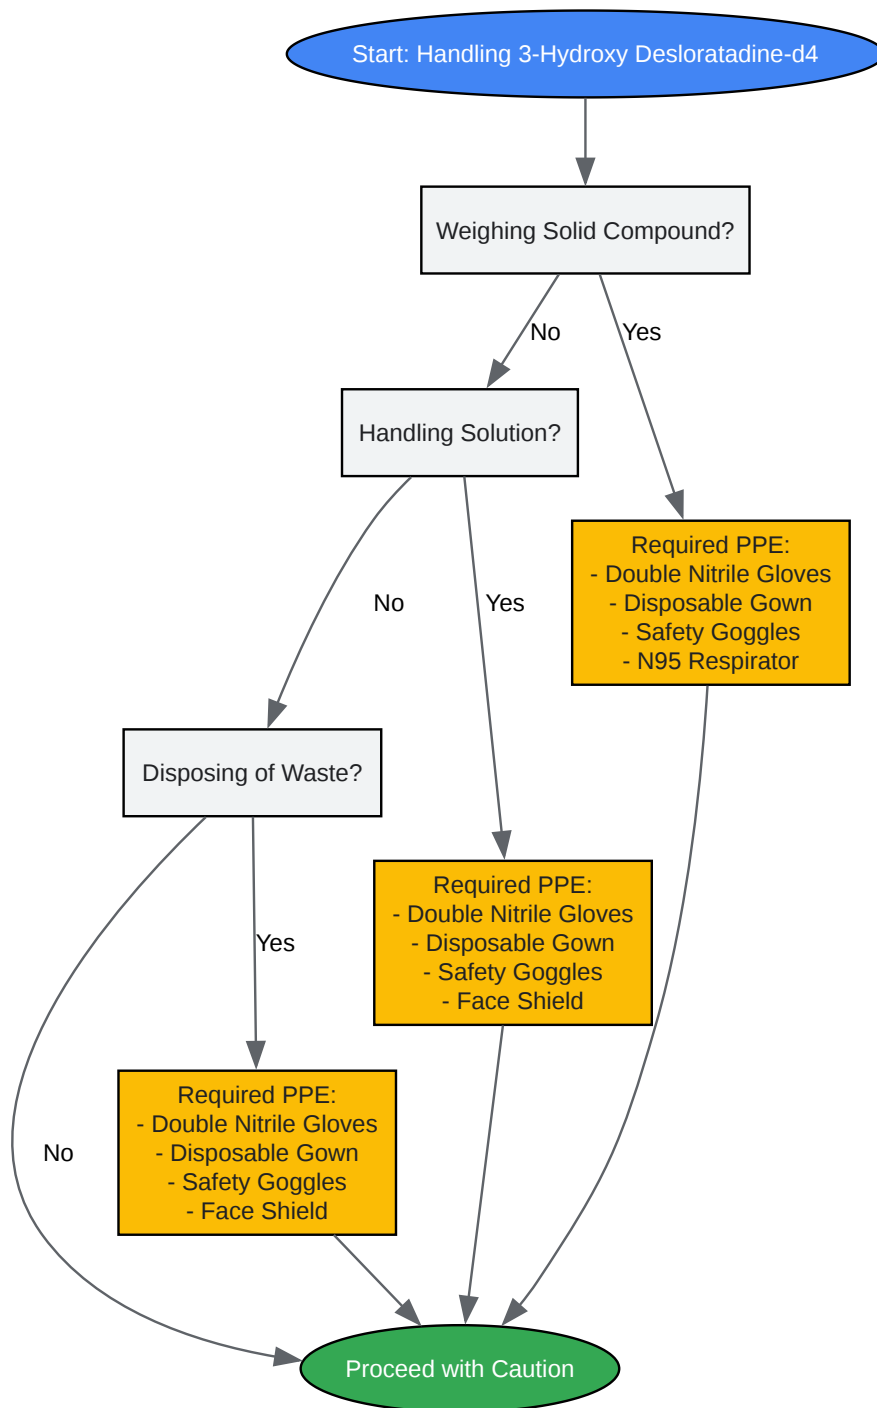 Start: Handling 3-Hydroxy Desloratadine-d4
Weighing Solid Compound?
No
Yes
Handling Solution?
Required PPE:
- Double Nitrile Gloves
- Disposable Gown
- Safety Goggles
- N95 Respirator
No
Yes
Disposing of Waste?
Required PPE:
- Double Nitrile Gloves
- Disposable Gown
- Safety Goggles
- Face Shield
Yes
Required PPE:
- Double Nitrile Gloves
- Disposable Gown
- Safety Goggles
- Face Shield
No
Proceed with Caution